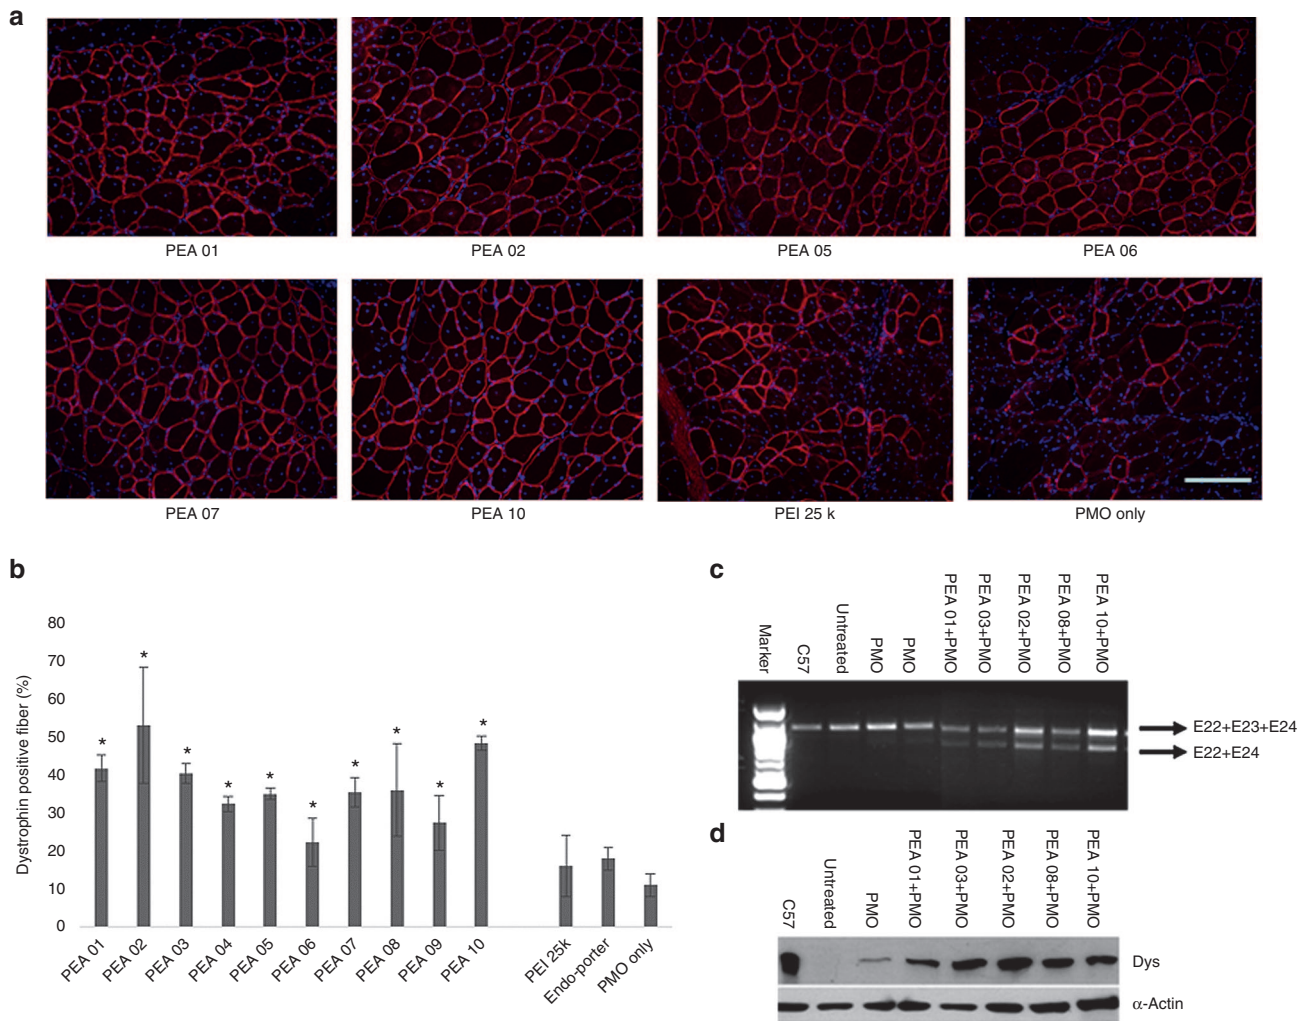 a
PEA 01
PEA 02
PEA 05
PEA 06
PEA 07
PEA 10
PEI 25 k
PMO only
b
Dystrophin positive fiber (%)
80
70
60
50
40
30
20
10
0
*
*
*
*
*
*
*
*
*
*
PEA 01
PEA 02
PEA 03
PEA 04
PEA 05
PEA 06
PEA 07
PEA 08
PEA 09
PEA 10
PEI 25k
Endo-porter
PMO only
c
Marker
C57
Untreated
PMO
PMO
PEA 01+PMO
PEA 03+PMO
PEA 02+PMO
PEA 08+PMO
PEA 10+PMO
E22+E23+E24
E22+E24
d
C57
Untreated
PMO
PEA 01+PMO
PEA 03+PMO
PEA 02+PMO
PEA 08+PMO
PEA 10+PMO
Dys
α-Actin